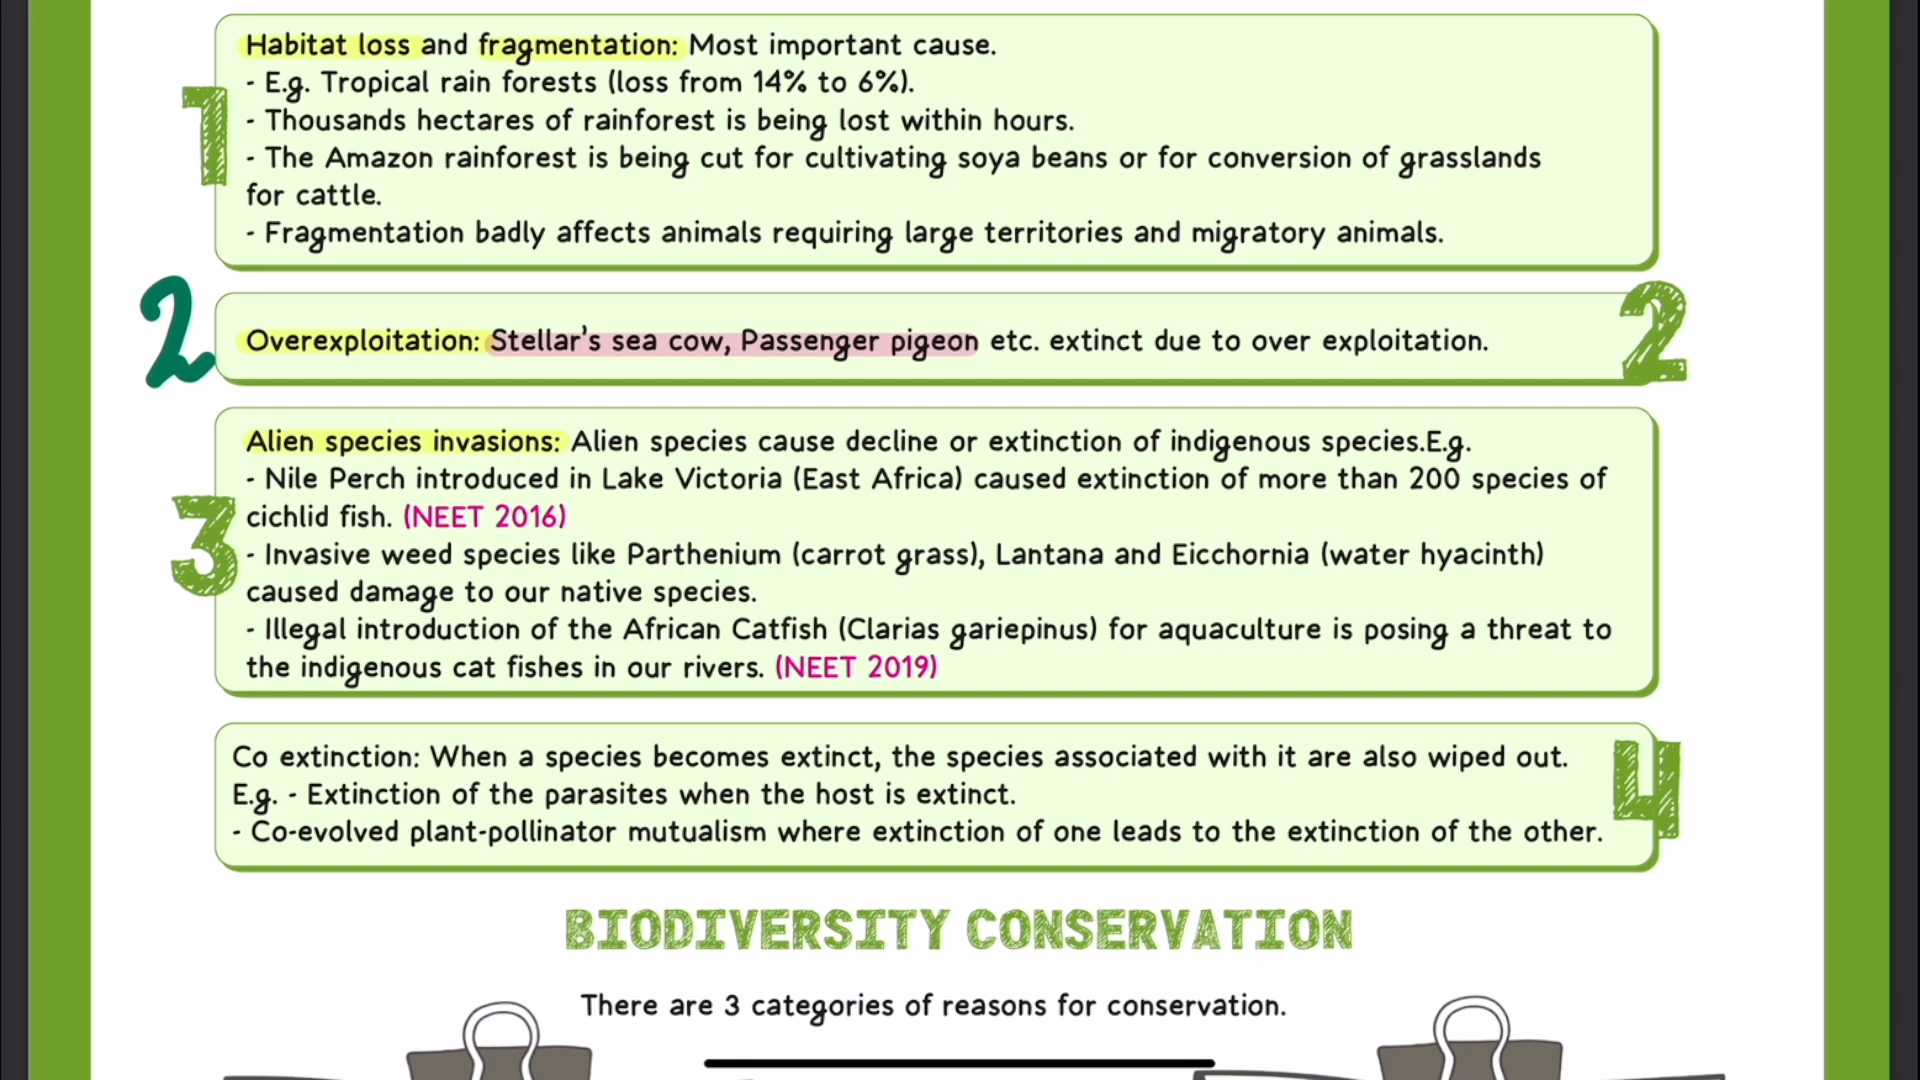 Habitat loss and fragmentation: Most important cause.
- E.g. Tropical rain forests (loss from 14% to 6%).
1
- Thousands hectares of rainforest is being lost within hours.
- The Amazon rainforest is being cut for cultivating soya beans or for conversion of grasslands
for cattle.
- Fragmentation badly affects animals requiring large territories and migratory animals.
2
Overexploitation: Stellar's sea cow, Passenger pigeon etc. extinct due to over exploitation.
2
Alien species invasions: Alien species cause decline or extinction of indigenous species.E.g.
- Nile Perch introduced in Lake Victoria (East Africa) caused extinction of more than 200 species of
cichlid fish. (NEET 2016)
3
- Invasive weed species like Parthenium (carrot grass), Lantana and Eicchornia (water hyacinth)
caused damage to our native species.
- Illegal introduction of the African Catfish (Clarias gariepinus) for aquaculture is posing a threat to
the indigenous cat fishes in our rivers. (NEET 2019)
Co extinction: When a species becomes extinct, the species associated with it are also wiped out.
E.g. - Extinction of the parasites when the host is extinct.
4
- Co-evolved plant-pollinator mutualism where extinction of one leads to the extinction of the other.
BIODIVERSITY CONSERVATION
There are 3 categories of reasons for conservation.